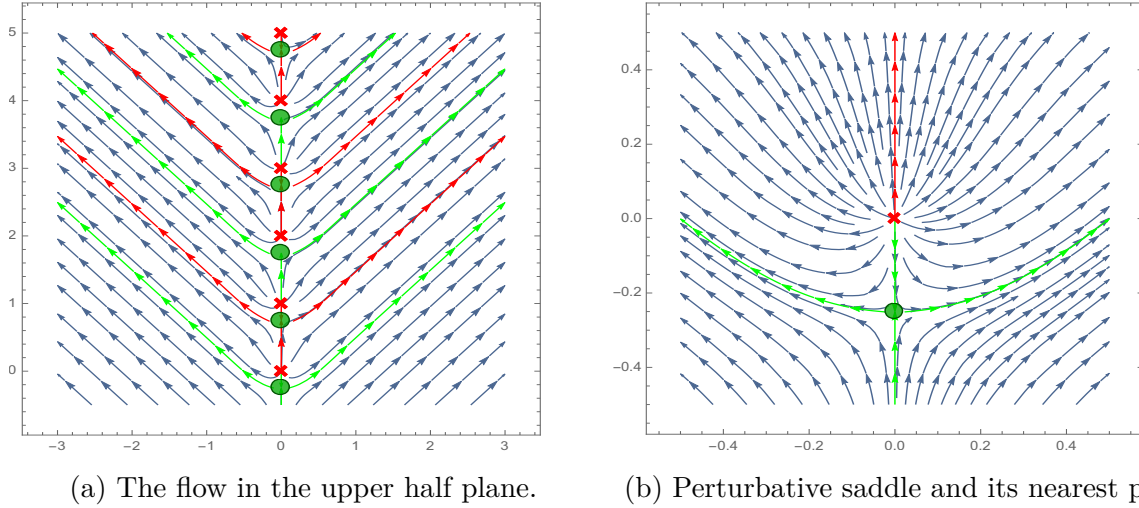 5
4
3
2
1
0
−3 −2 −1 0 1 2 3
0.4
0.2
0.0
−0.2
−0.4
−0.4 −0.2 0.0 0.2 0.4
(a) The flow in the upper half plane.
(b) Perturbative saddle and its nearest p